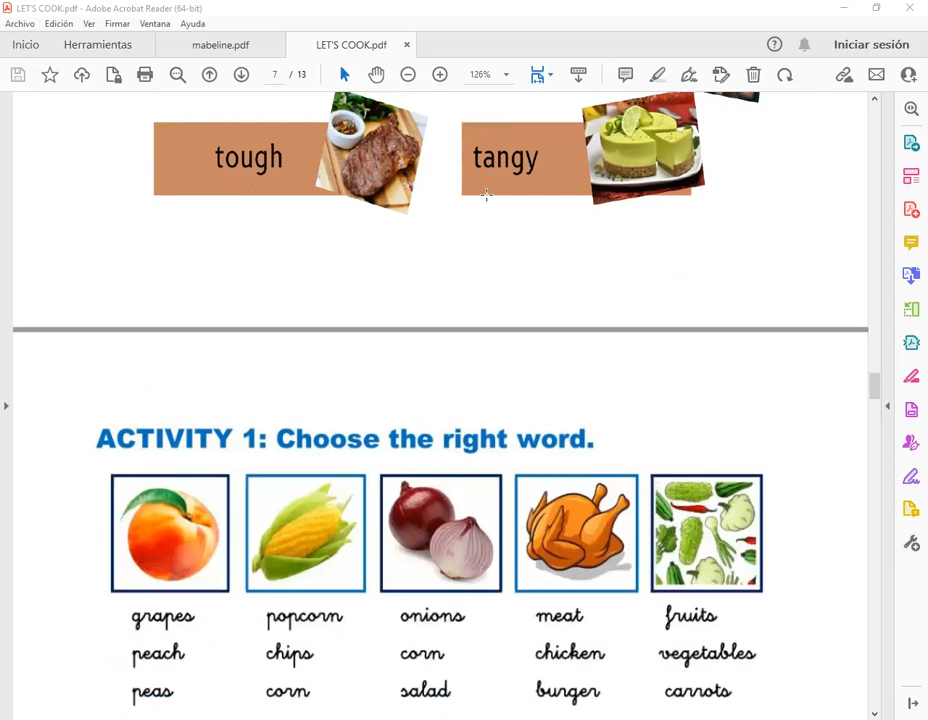 LET'S COOK.pdf - Adobe Acrobat Reader (64-bit)
Archivo Edición Ver Firmar Ventana Ayuda
Inicio Herramientas mabeline.pdf LET'S COOK.pdf × Iniciar sesión
7 / 13 126%
tough tangy
ACTIVITY 1: Choose the right word.
grapes popcorn onions meat fruits
peach chips corn chicken vegetables
peas corn salad burger carrots